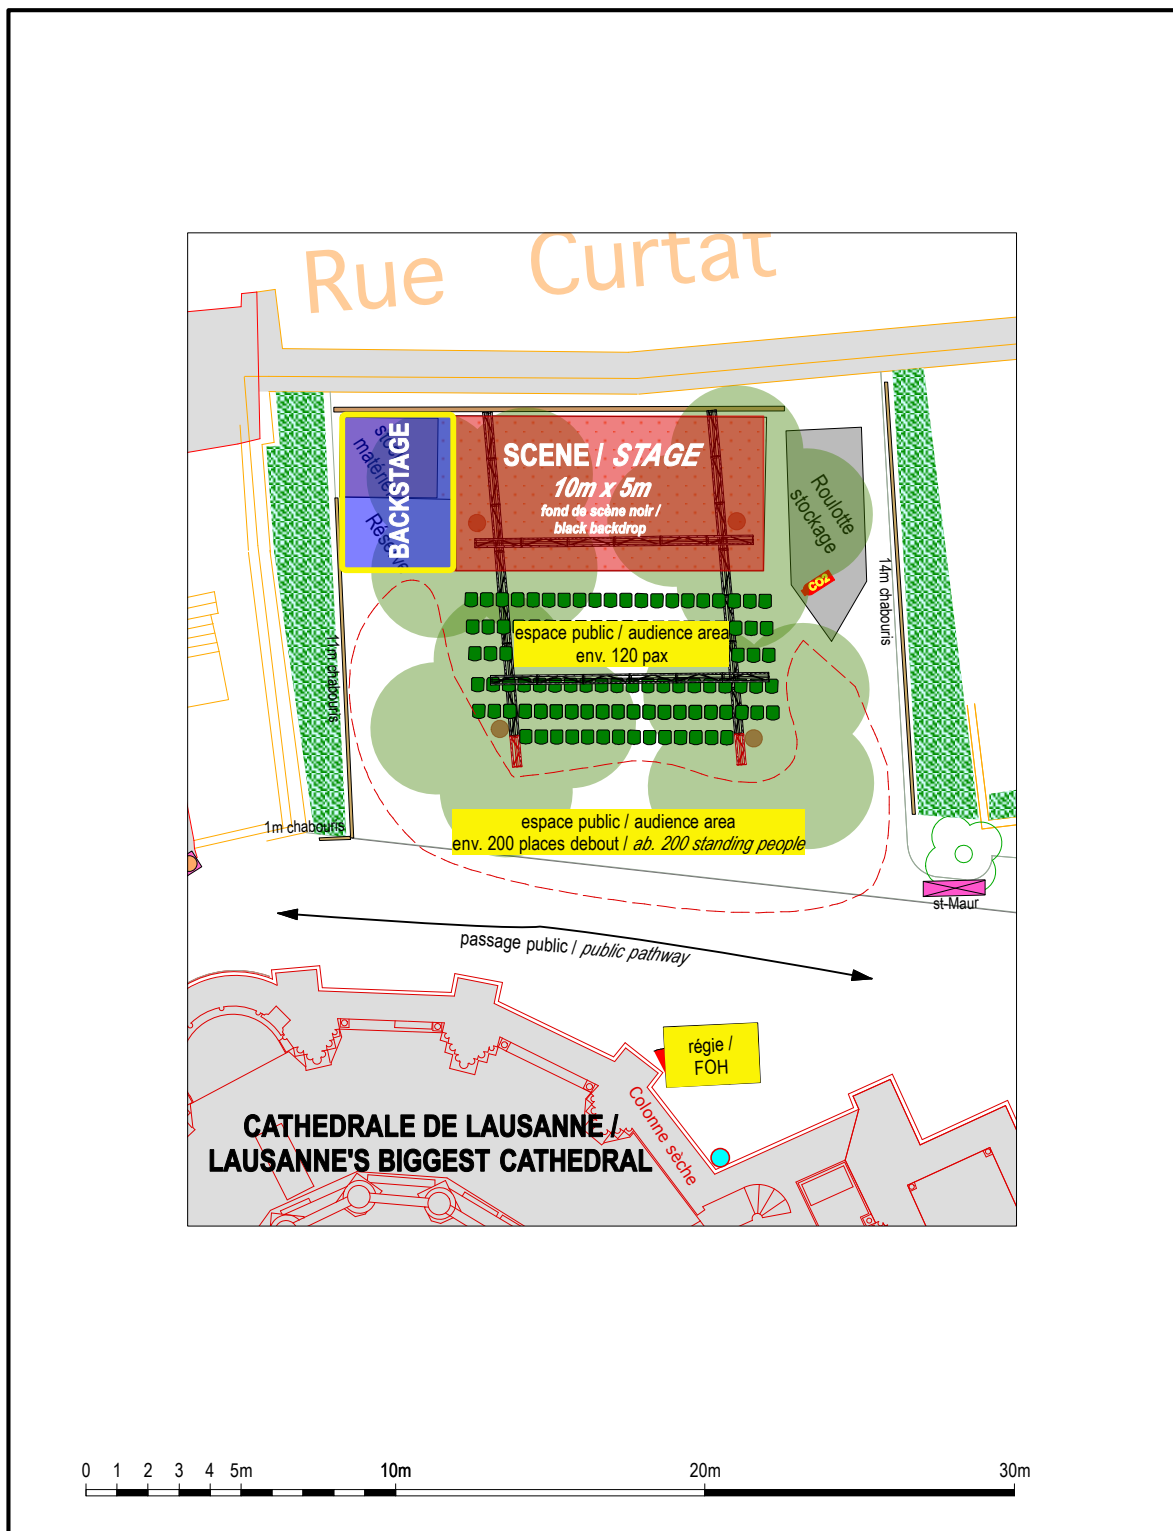 Rue Curtat
BACKSTAGE
SCENE / STAGE
10m x 5m
fond de scène noir /
black backdrop
Roulotte
stockage
CO2
14m chabouris
11m chabouris
espace public / audience area
env. 120 pax
1m chabouris
espace public / audience area
env. 200 places debout / ab. 200 standing people
st-Maur
passage public / public pathway
régie /
FOH
Colonne sèche
CATHEDRALE DE LAUSANNE /
LAUSANNE'S BIGGEST CATHEDRAL
0 1 2 3 4 5m 10m 20m 30m